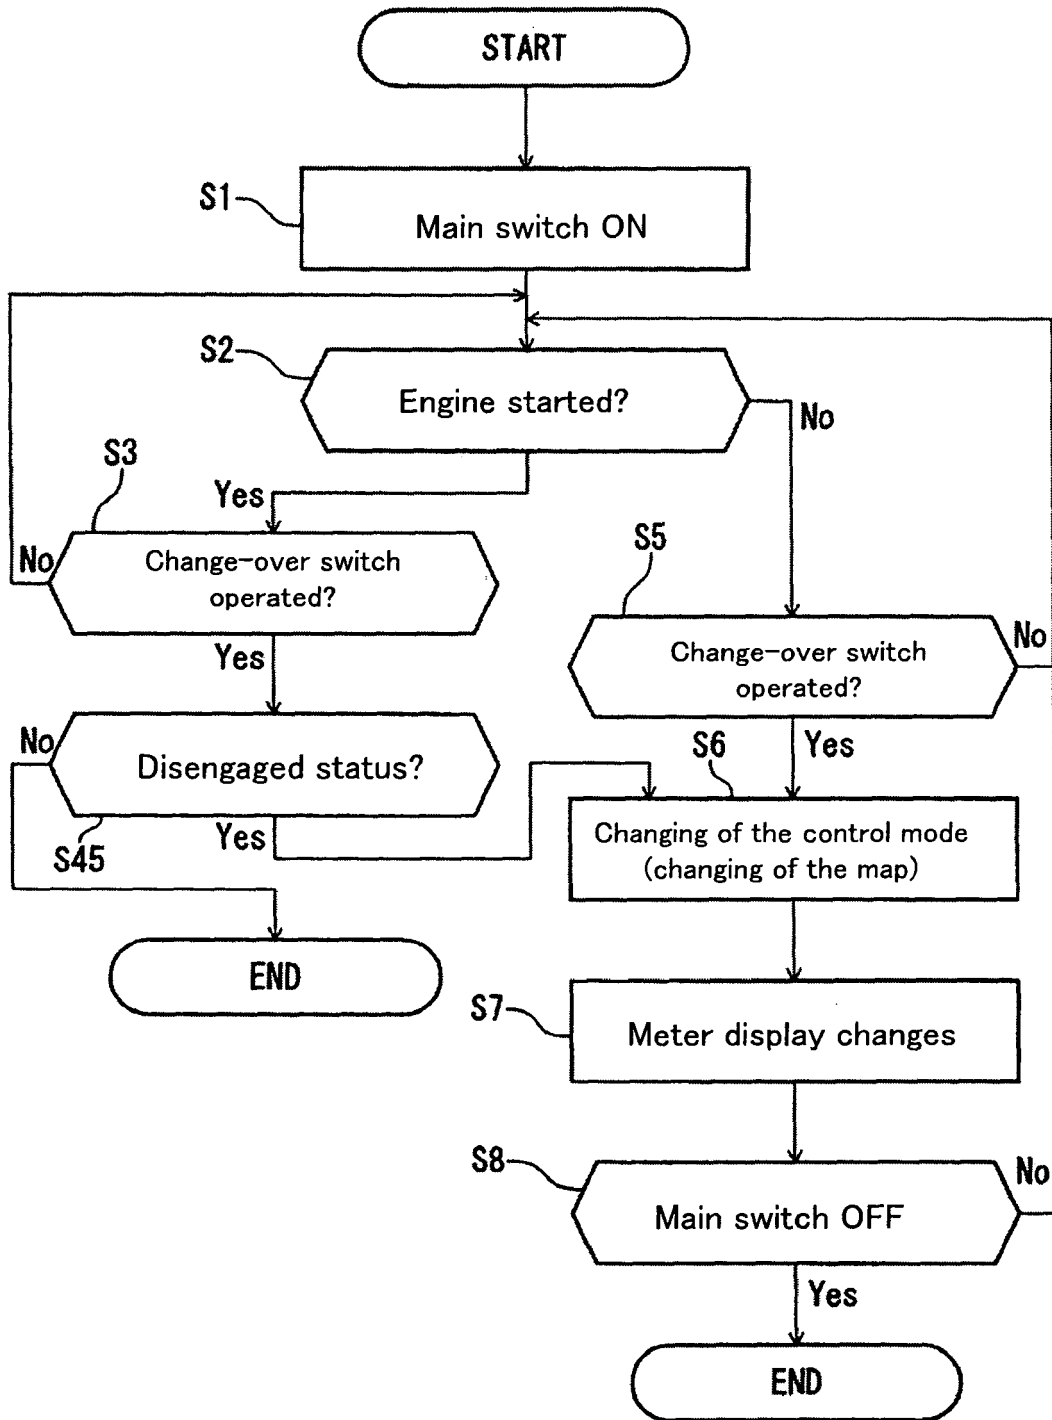 START
S1
Main switch ON
S2
Engine started?
No
Yes
S3
No
Change-over switch
operated?
Yes
S5
Change-over switch
operated?
No
Yes
No
Disengaged status?
S45
Yes
S6
Changing of the control mode
(changing of the map)
END
S7
Meter display changes
S8
Main switch OFF
No
Yes
END